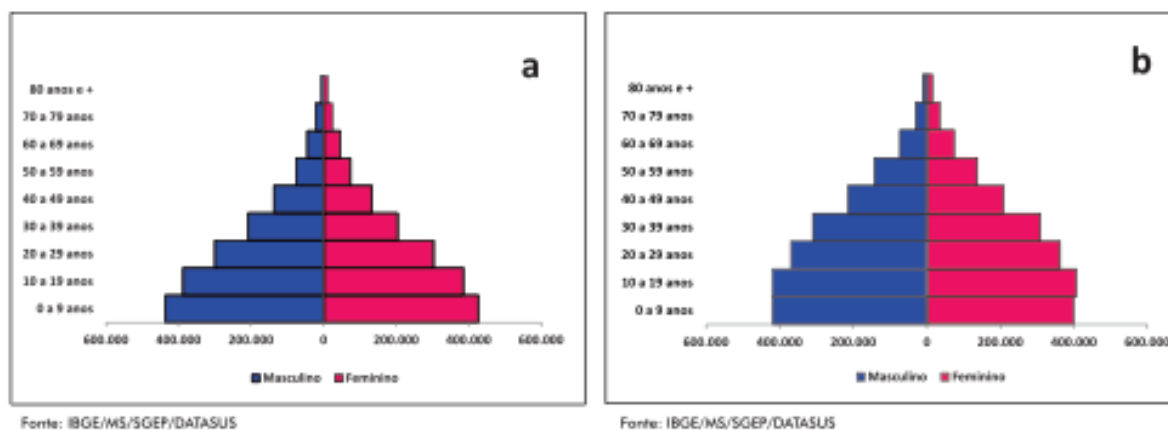 a
80 anos e +
70 a 79 anos
60 a 69 anos
50 a 59 anos
40 a 49 anos
30 a 39 anos
20 a 29 anos
10 a 19 anos
0 a 9 anos
600.000 400.000 200.000 0 200.000 400.000 600.000
Masculino Feminino
Fonte: IBGE/MS/SGEP/DATASUS
b
80 anos e +
70 a 79 anos
60 a 69 anos
50 a 59 anos
40 a 49 anos
30 a 39 anos
20 a 29 anos
10 a 19 anos
0 a 9 anos
600.000 400.000 200.000 0 200.000 400.000 600.000
Masculino Feminino
Fonte: IBGE/MS/SGEP/DATASUS